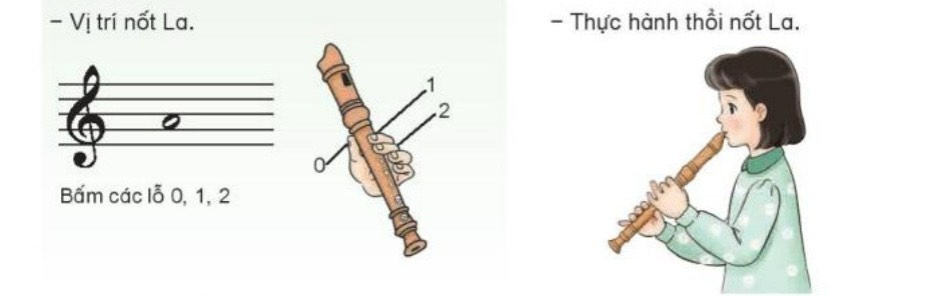 – Vị trí nốt La.
1
2
0
Bấm các lỗ 0, 1, 2
– Thực hành thổi nốt La.